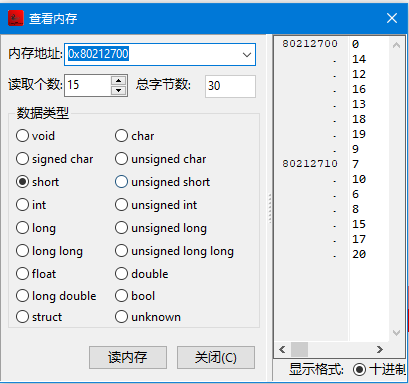 查看内存
内存地址: 0x80212700
读取个数: 15 总字节数: 30
数据类型
void char
signed char unsigned char
short unsigned short
int unsigned int
long unsigned long
long long unsigned long long
float double
long double bool
struct unknown
读内存 关闭(C)
80212700 0
. 14
. 12
. 16
. 13
. 18
. 19
. 9
80212710 7
. 10
. 6
. 8
. 15
. 17
. 20
显示格式: 十进制